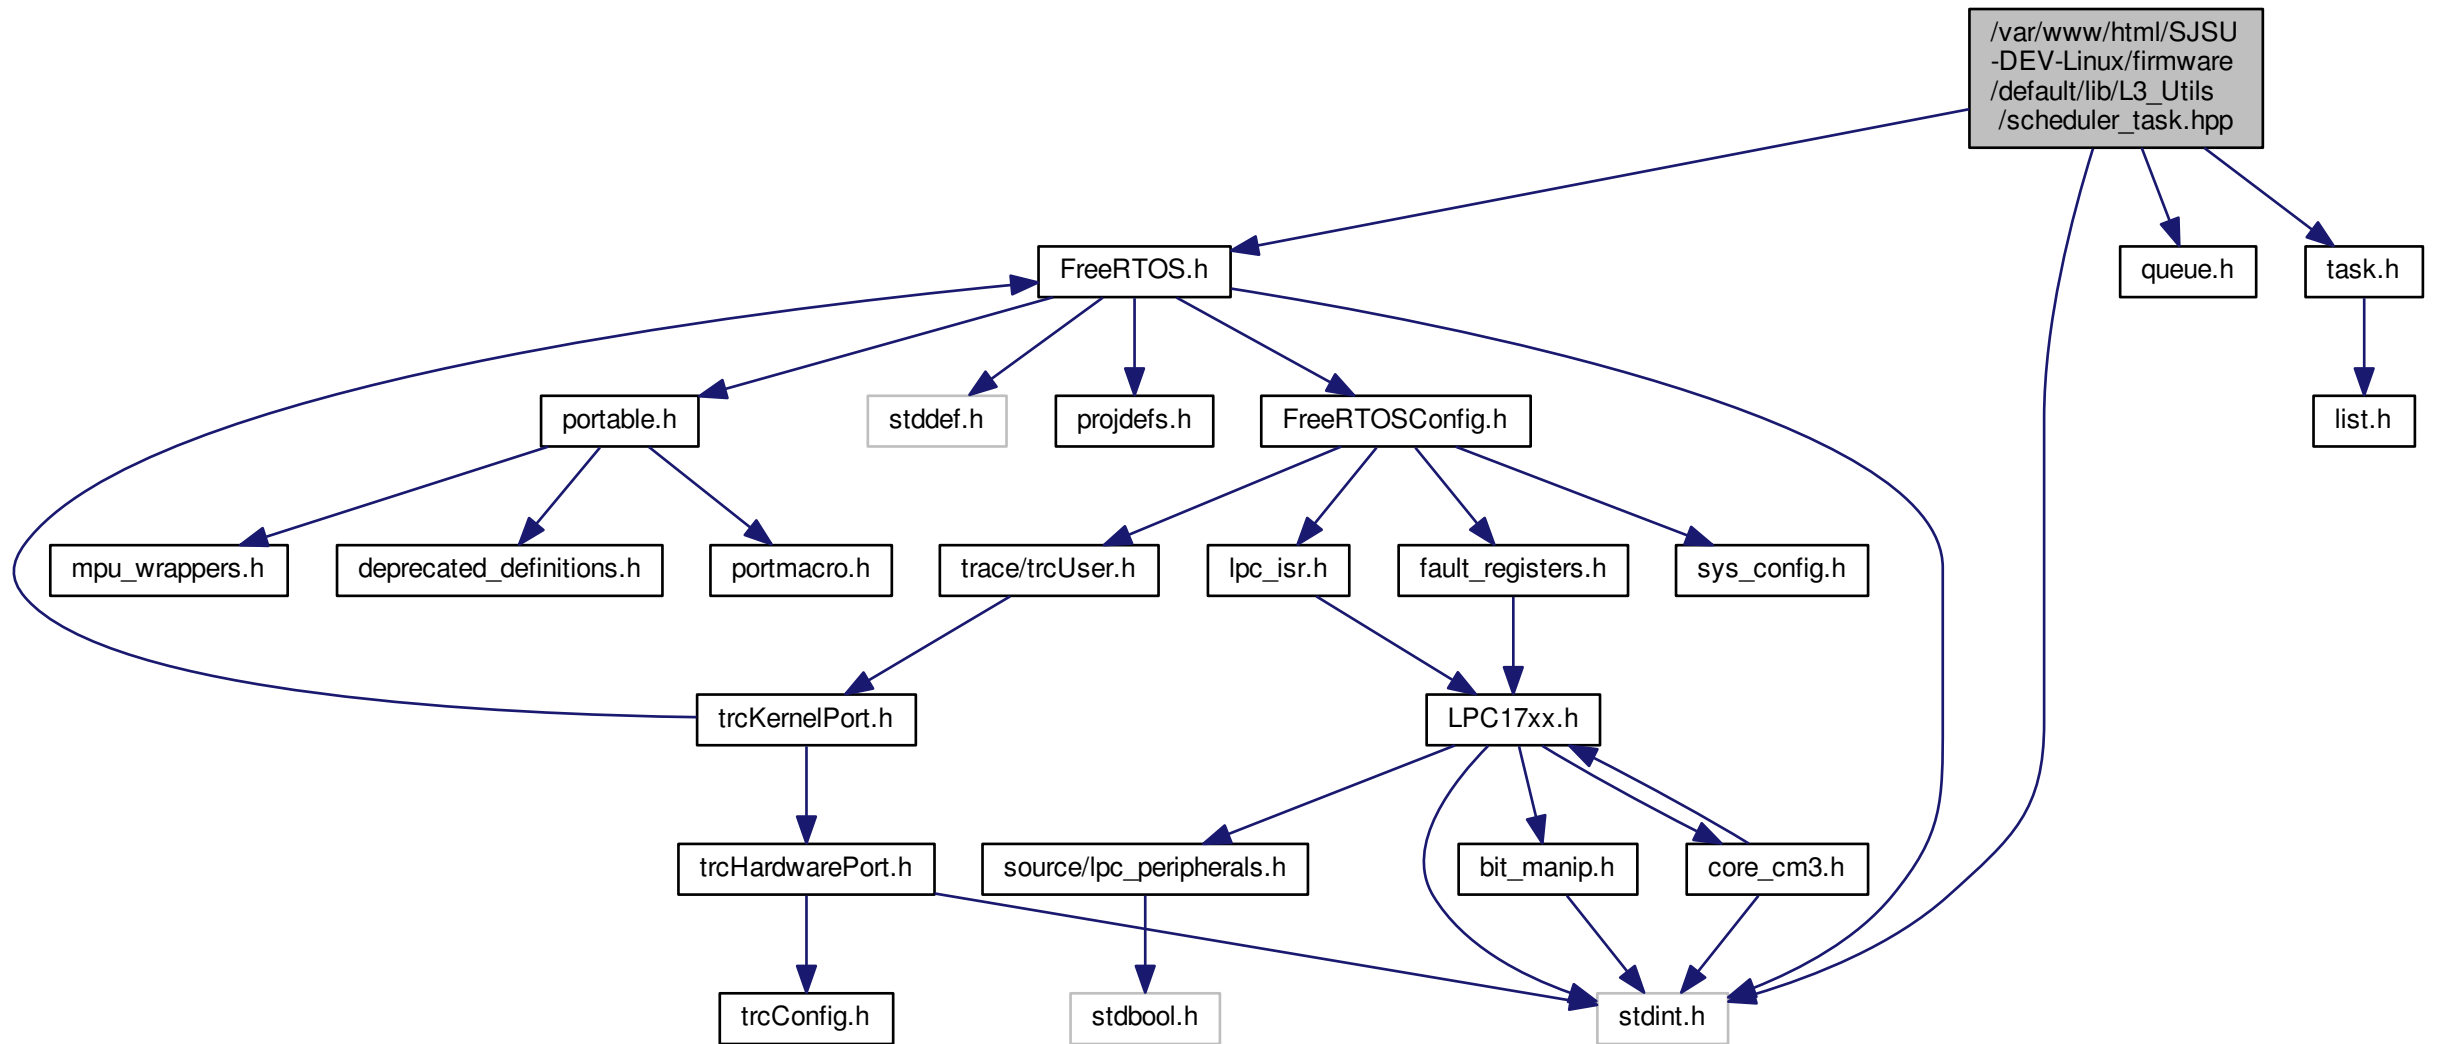 /var/www/html/SJSU
-DEV-Linux/firmware
/default/lib/L3_Utils
/scheduler_task.hpp
FreeRTOS.h
queue.h
task.h
portable.h
stddef.h
projdefs.h
FreeRTOSConfig.h
list.h
mpu_wrappers.h
deprecated_definitions.h
portmacro.h
trace/trcUser.h
lpc_isr.h
fault_registers.h
sys_config.h
trcKernelPort.h
LPC17xx.h
trcHardwarePort.h
source/lpc_peripherals.h
bit_manip.h
core_cm3.h
trcConfig.h
stdbool.h
stdint.h